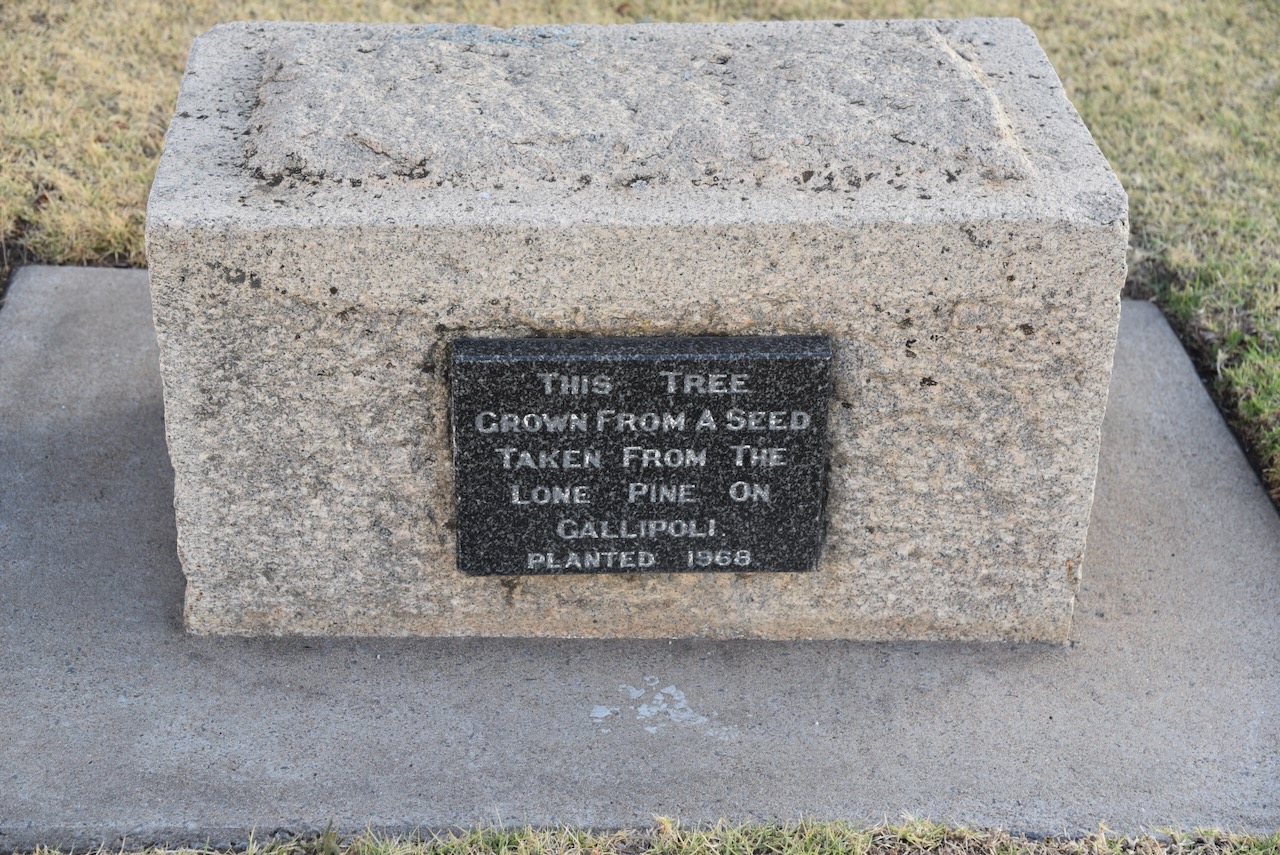 THIS TREE
GROWN FROM A SEED
TAKEN FROM THE
LONE PINE ON
GALLIPOLI.
PLANTED 1968